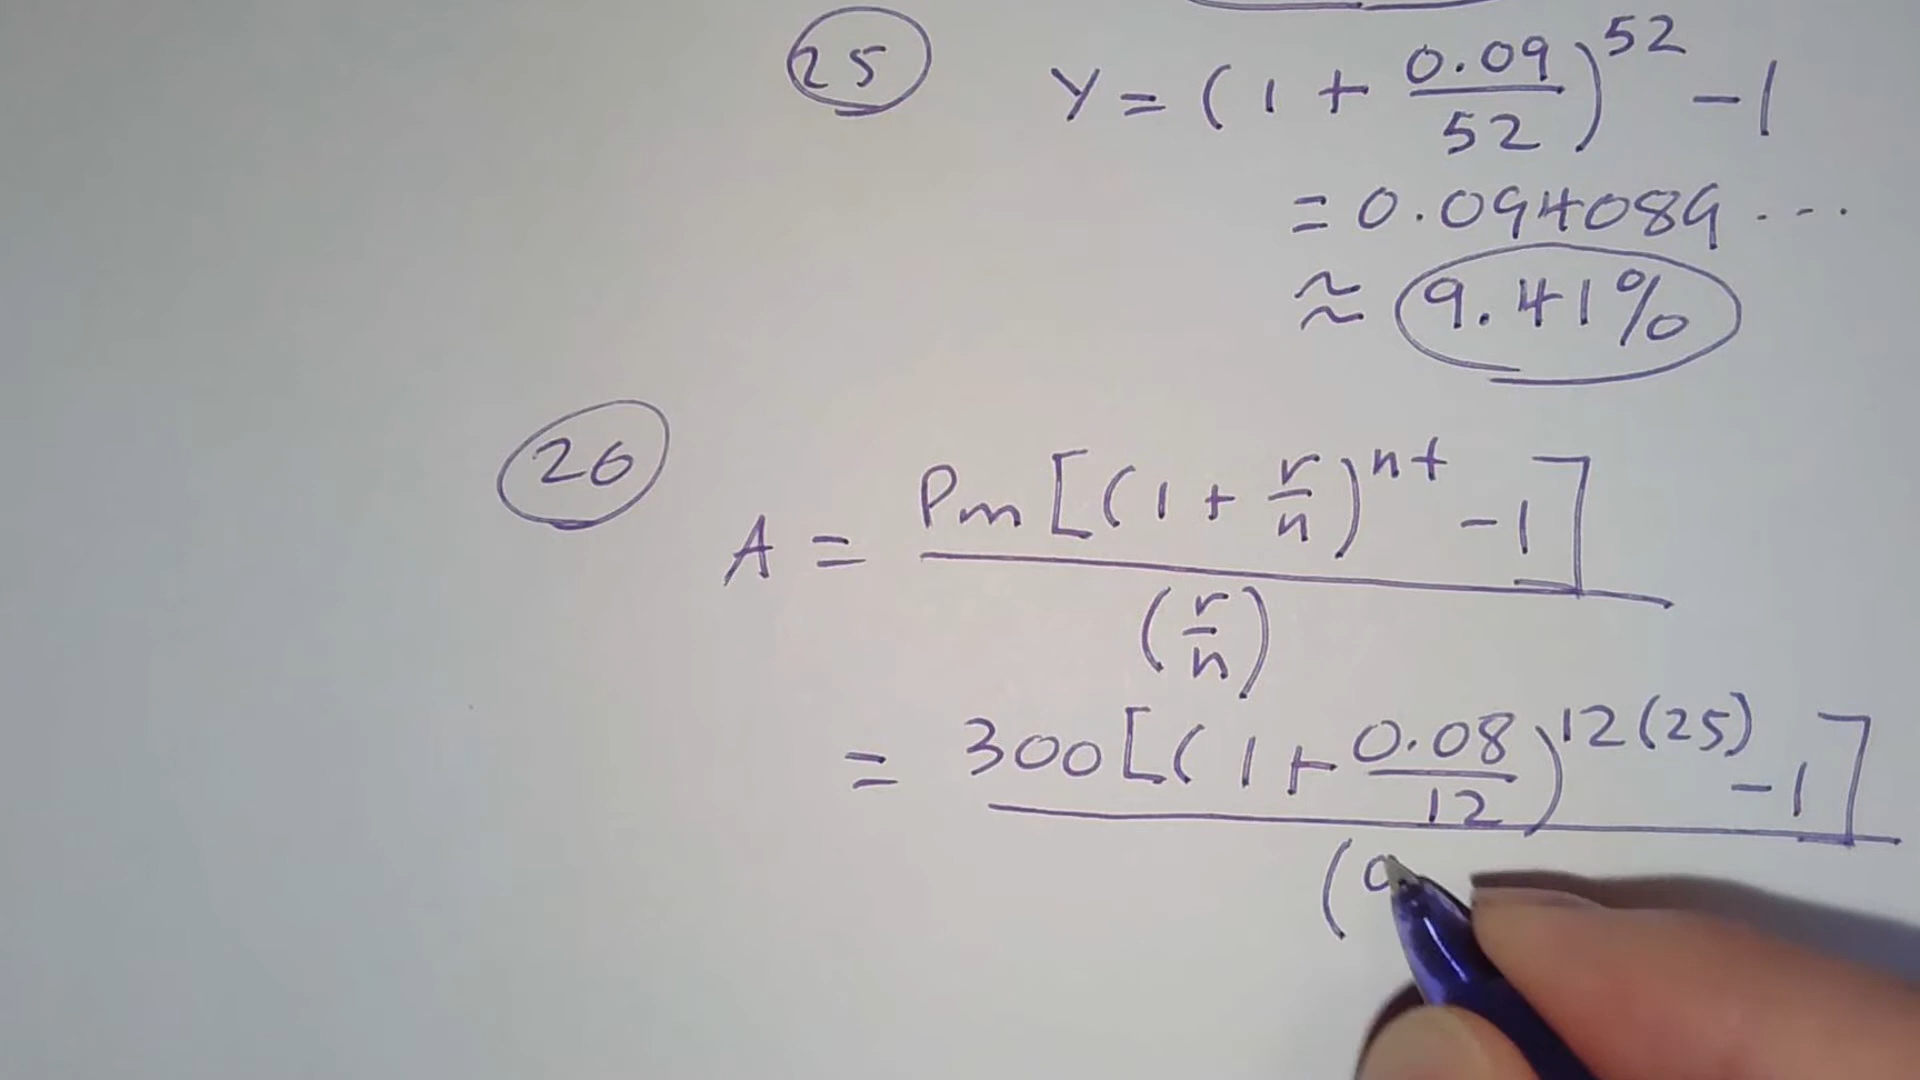 25 Y = (1 + 0.09/52)^52 - 1
= 0.094089 ...
≈ 9.41%
26 A = Pm[(1 + r/n)^nt - 1] / (r/n)
= 300[(1 + 0.08/12)^12(25) - 1] / (0